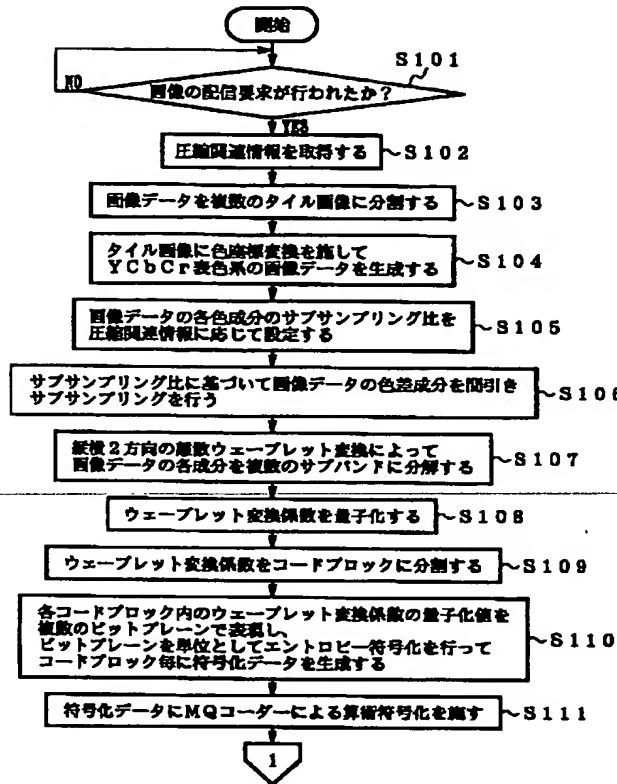 開始
S101
NO
画像の配信要求が行われたか？
YES
圧縮関連情報を取得する
S102
画像データを複数のタイル画像に分割する
S103
タイル画像に色座標変換を施して
YCbCr表色系の画像データを生成する
S104
画像データの各色成分のサブサンプリング比を
圧縮関連情報に応じて設定する
S105
サブサンプリング比に基づいて画像データの色差成分を間引き
サブサンプリングを行う
S106
縦横2方向の離散ウェーブレット変換によって
画像データの各成分を複数のサブバンドに分解する
S107
ウェーブレット変換係数を量子化する
S108
ウェーブレット変換係数をコードブロックに分割する
S109
各コードブロック内のウェーブレット変換係数の量子化値を
複数のビットプレーンで表現し、
ビットプレーンを単位としてエントロピー符号化を行って
コードブロック毎に符号化データを生成する
S110
符号化データにMQコーダーによる算術符号化を施す
S111
1